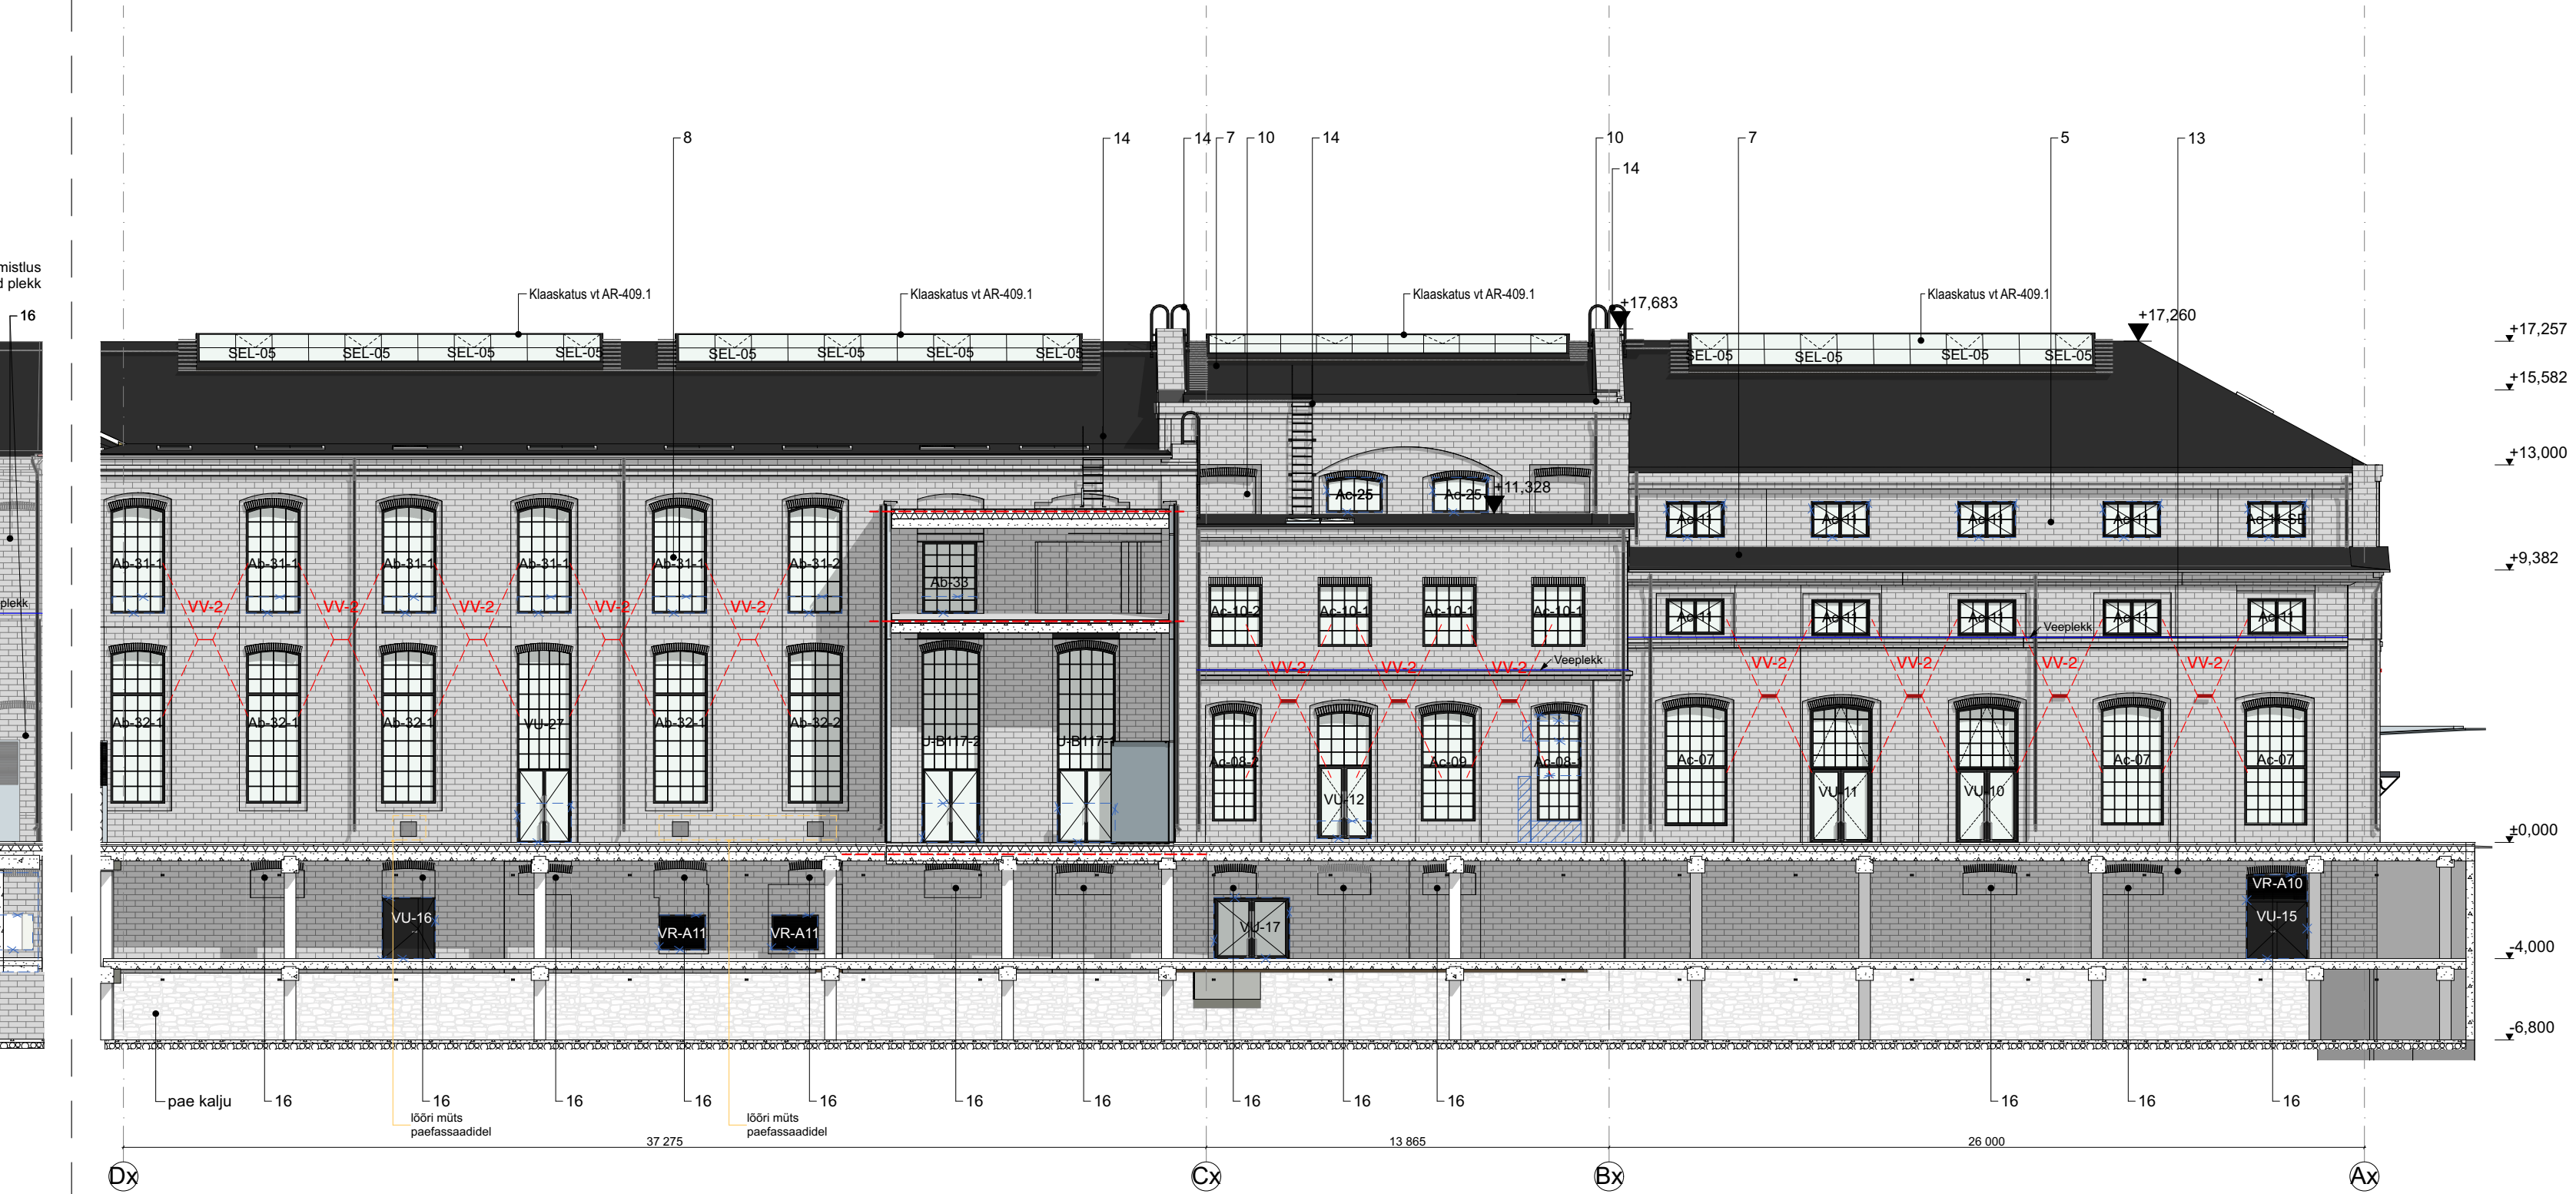 8
14
14
7
10
14
10
14
7
5
13
mistlus
d plekk
16
Klaaskatus vt AR-409.1
Klaaskatus vt AR-409.1
Klaaskatus vt AR-409.1
Klaaskatus vt AR-409.1
+17,683
+17,260
+17,257
SEL-05
SEL-05
SEL-05
SEL-05
SEL-05
SEL-05
SEL-05
SEL-05
SEL-05
SEL-05
SEL-05
SEL-05
+15,582
+13,000
Ac-25
Ac-25
+11,328
Ac-11
Ac-11
Ac-11
Ac-11
Ac-11-SE
Ab-31-1
Ab-31-1
Ab-31-1
Ab-31-1
Ab-31-1
Ab-31-2
Ab-33
+9,382
plekk
VV-2
VV-2
VV-2
VV-2
VV-2
Ac-10-2
Ac-10-1
Ac-10-1
Ac-10-1
Ac-11
Ac-11
Ac-11
Ac-11
Ac-11
Veeplekk
Veeplekk
VV-2
VV-2
VV-2
VV-2
VV-2
VV-2
VV-2
Ab-32-1
Ab-32-1
Ab-32-1
VU-27
Ab-32-1
Ab-32-2
U-B117-2
U-B117-1
Ac-08-2
VU-12
Ac-09
Ac-08-1
Ac-07
VU-11
VU-10
Ac-07
Ac-07
±0,000
VU-16
VR-A11
VR-A11
VU-17
VR-A10
VU-15
-4,000
-6,800
pae kalju
16
16
16
16
16
16
16
16
16
16
16
16
16
lööri müts
paefassaadidel
lööri müts
paefassaadidel
37 275
13 865
26 000
Dx
Cx
Bx
Ax